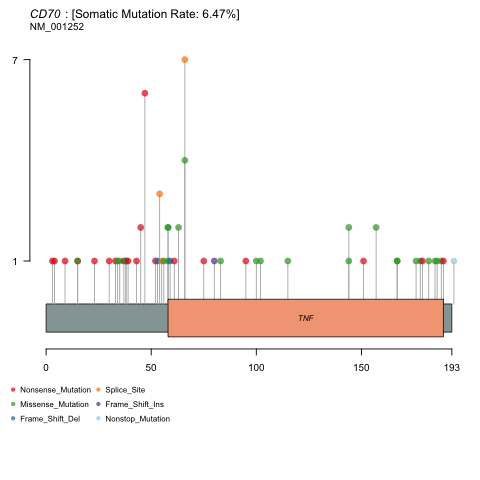 CD70 : [Somatic Mutation Rate: 6.47%]
NM_001252
7
1
TNF
0 50 100 150 193
Nonsense_Mutation Splice_Site
Missense_Mutation Frame_Shift_Ins
Frame_Shift_Del Nonstop_Mutation